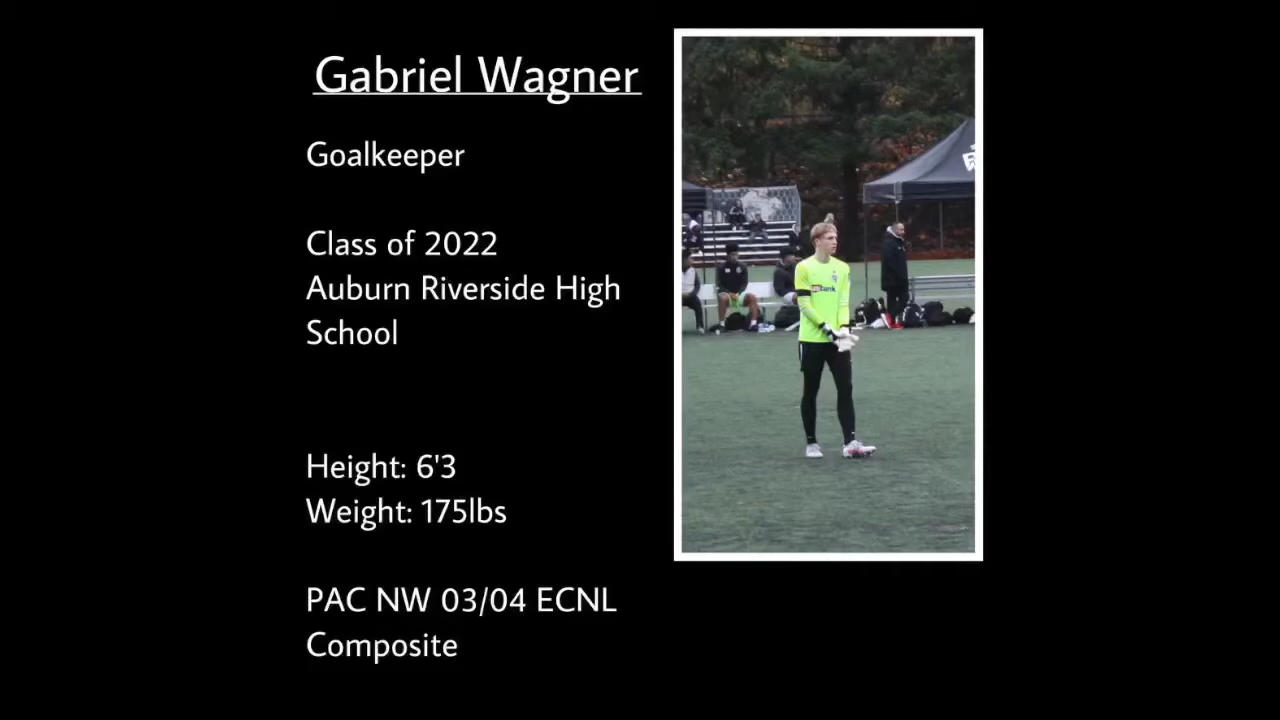 Gabriel Wagner
Goalkeeper
Class of 2022
Auburn Riverside High
School
Height: 6'3
Weight: 175lbs
PAC NW 03/04 ECNL
Composite